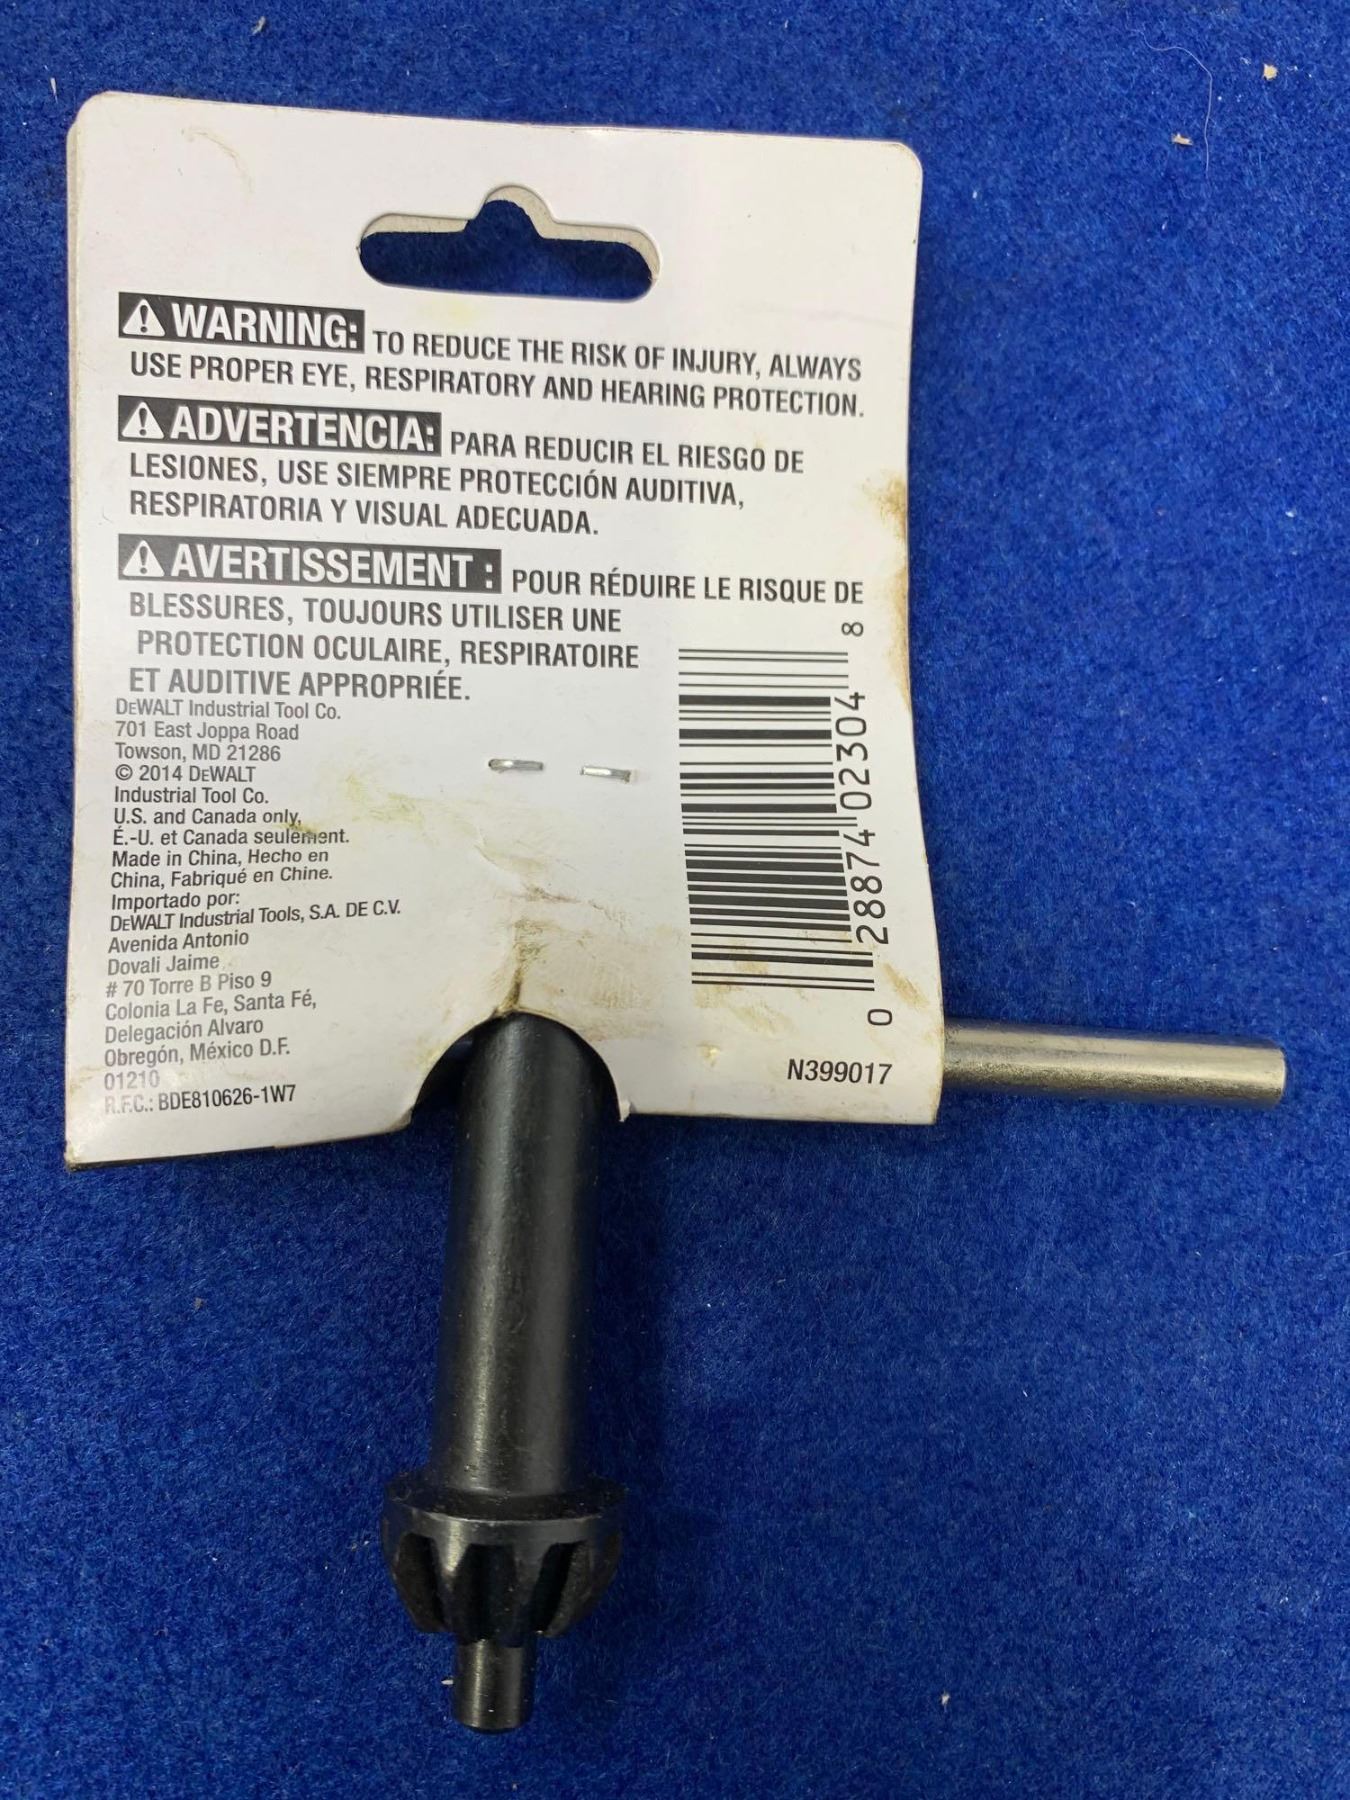 WARNING: TO REDUCE THE RISK OF INJURY, ALWAYS
USE PROPER EYE, RESPIRATORY AND HEARING PROTECTION.
ADVERTENCIA: PARA REDUCIR EL RIESGO DE
LESIONES, USE SIEMPRE PROTECCIÓN AUDITIVA,
RESPIRATORIA Y VISUAL ADECUADA.
AVERTISSEMENT : POUR RÉDUIRE LE RISQUE DE
BLESSURES, TOUJOURS UTILISER UNE
PROTECTION OCULAIRE, RESPIRATOIRE
ET AUDITIVE APPROPRIÉE.
DEWALT Industrial Tool Co.
701 East Joppa Road
Towson, MD 21286
© 2014 DEWALT
Industrial Tool Co.
U.S. and Canada only,
É.-U. et Canada seulement.
Made in China, Hecho en
China, Fabriqué en Chine.
Importado por:
DEWALT Industrial Tools, S.A. DE C.V.
Avenida Antonio
Dovali Jaime
# 70 Torre B Piso 9
Colonia La Fe, Santa Fé,
Delegación Alvaro
Obregón, México D.F.
01210
R.F.C.: BDE810626-1W7
0 28874 02304 8
N399017